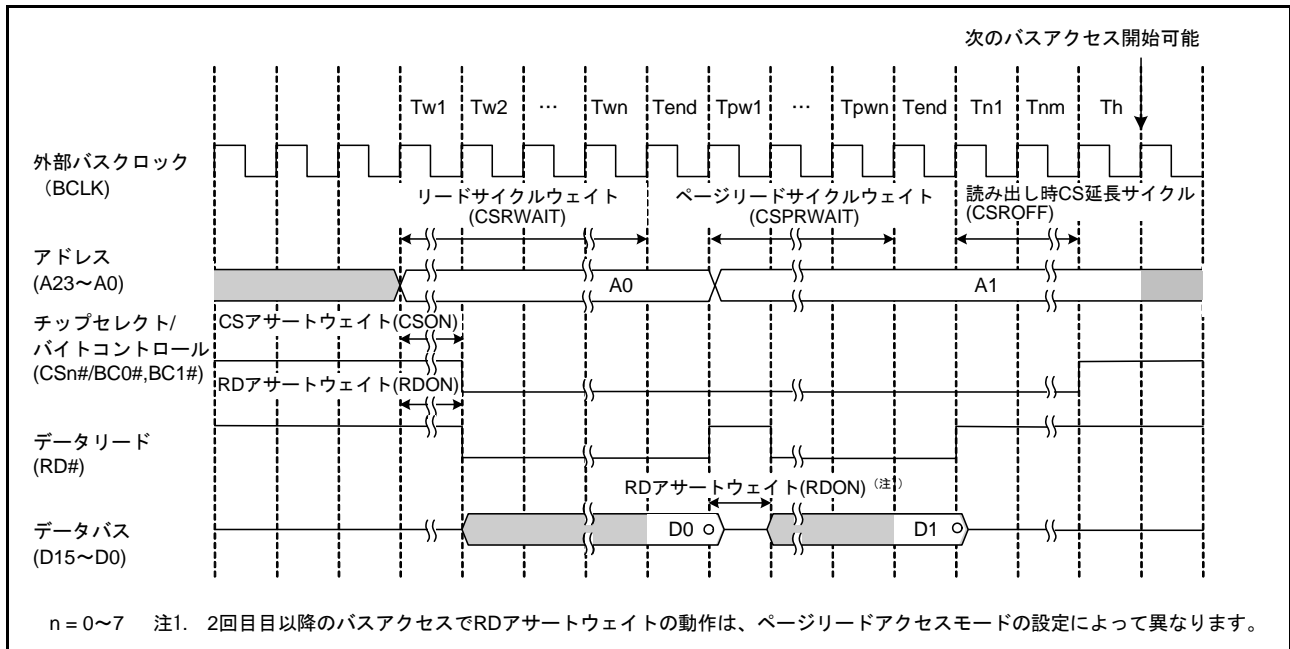 次のバスアクセス開始可能
Tw1 Tw2 … Twn Tend Tpw1 … Tpwn Tend Tn1 Tnm Th
外部バスクロック
(BCLK)
リードサイクルウェイト
(CSRWAIT)
ページリードサイクルウェイト
(CSPRWAIT)
読み出し時CS延長サイクル
(CSROFF)
アドレス
(A23～A0)
A0
A1
チップセレクト/
バイトコントロール
(CSn#/BC0#,BC1#)
CSアサートウェイト(CSON)
RDアサートウェイト(RDON)
データリード
(RD#)
RDアサートウェイト(RDON) (注1)
データバス
(D15～D0)
D0
D1
n = 0～7 注1. 2回目目以降のバスアクセスでRDアサートウェイトの動作は、ページリードアクセスモードの設定によって異なります。